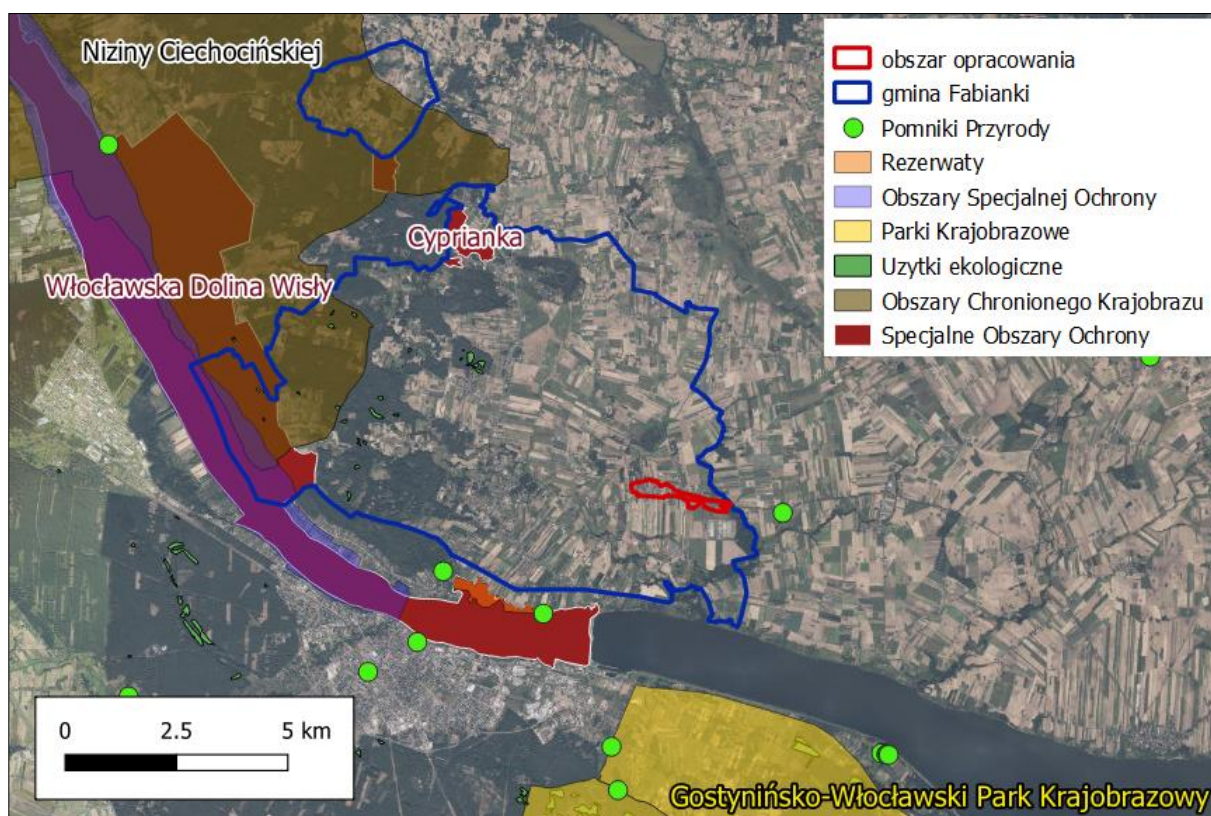 Niziny Ciechocińskiej
obszar opracowania
gmina Fabianki
Pomniki Przyrody
Rezerwaty
Obszary Specjalnej Ochrony
Parki Krajobrazowe
Uzytki ekologiczne
Obszary Chronionego Krajobrazu
Specjalne Obszary Ochrony
Cyprianka
Włocławska Dolina Wisły
0 2.5 5 km
Gostynińsko-Włocławski Park Krajobrazowy